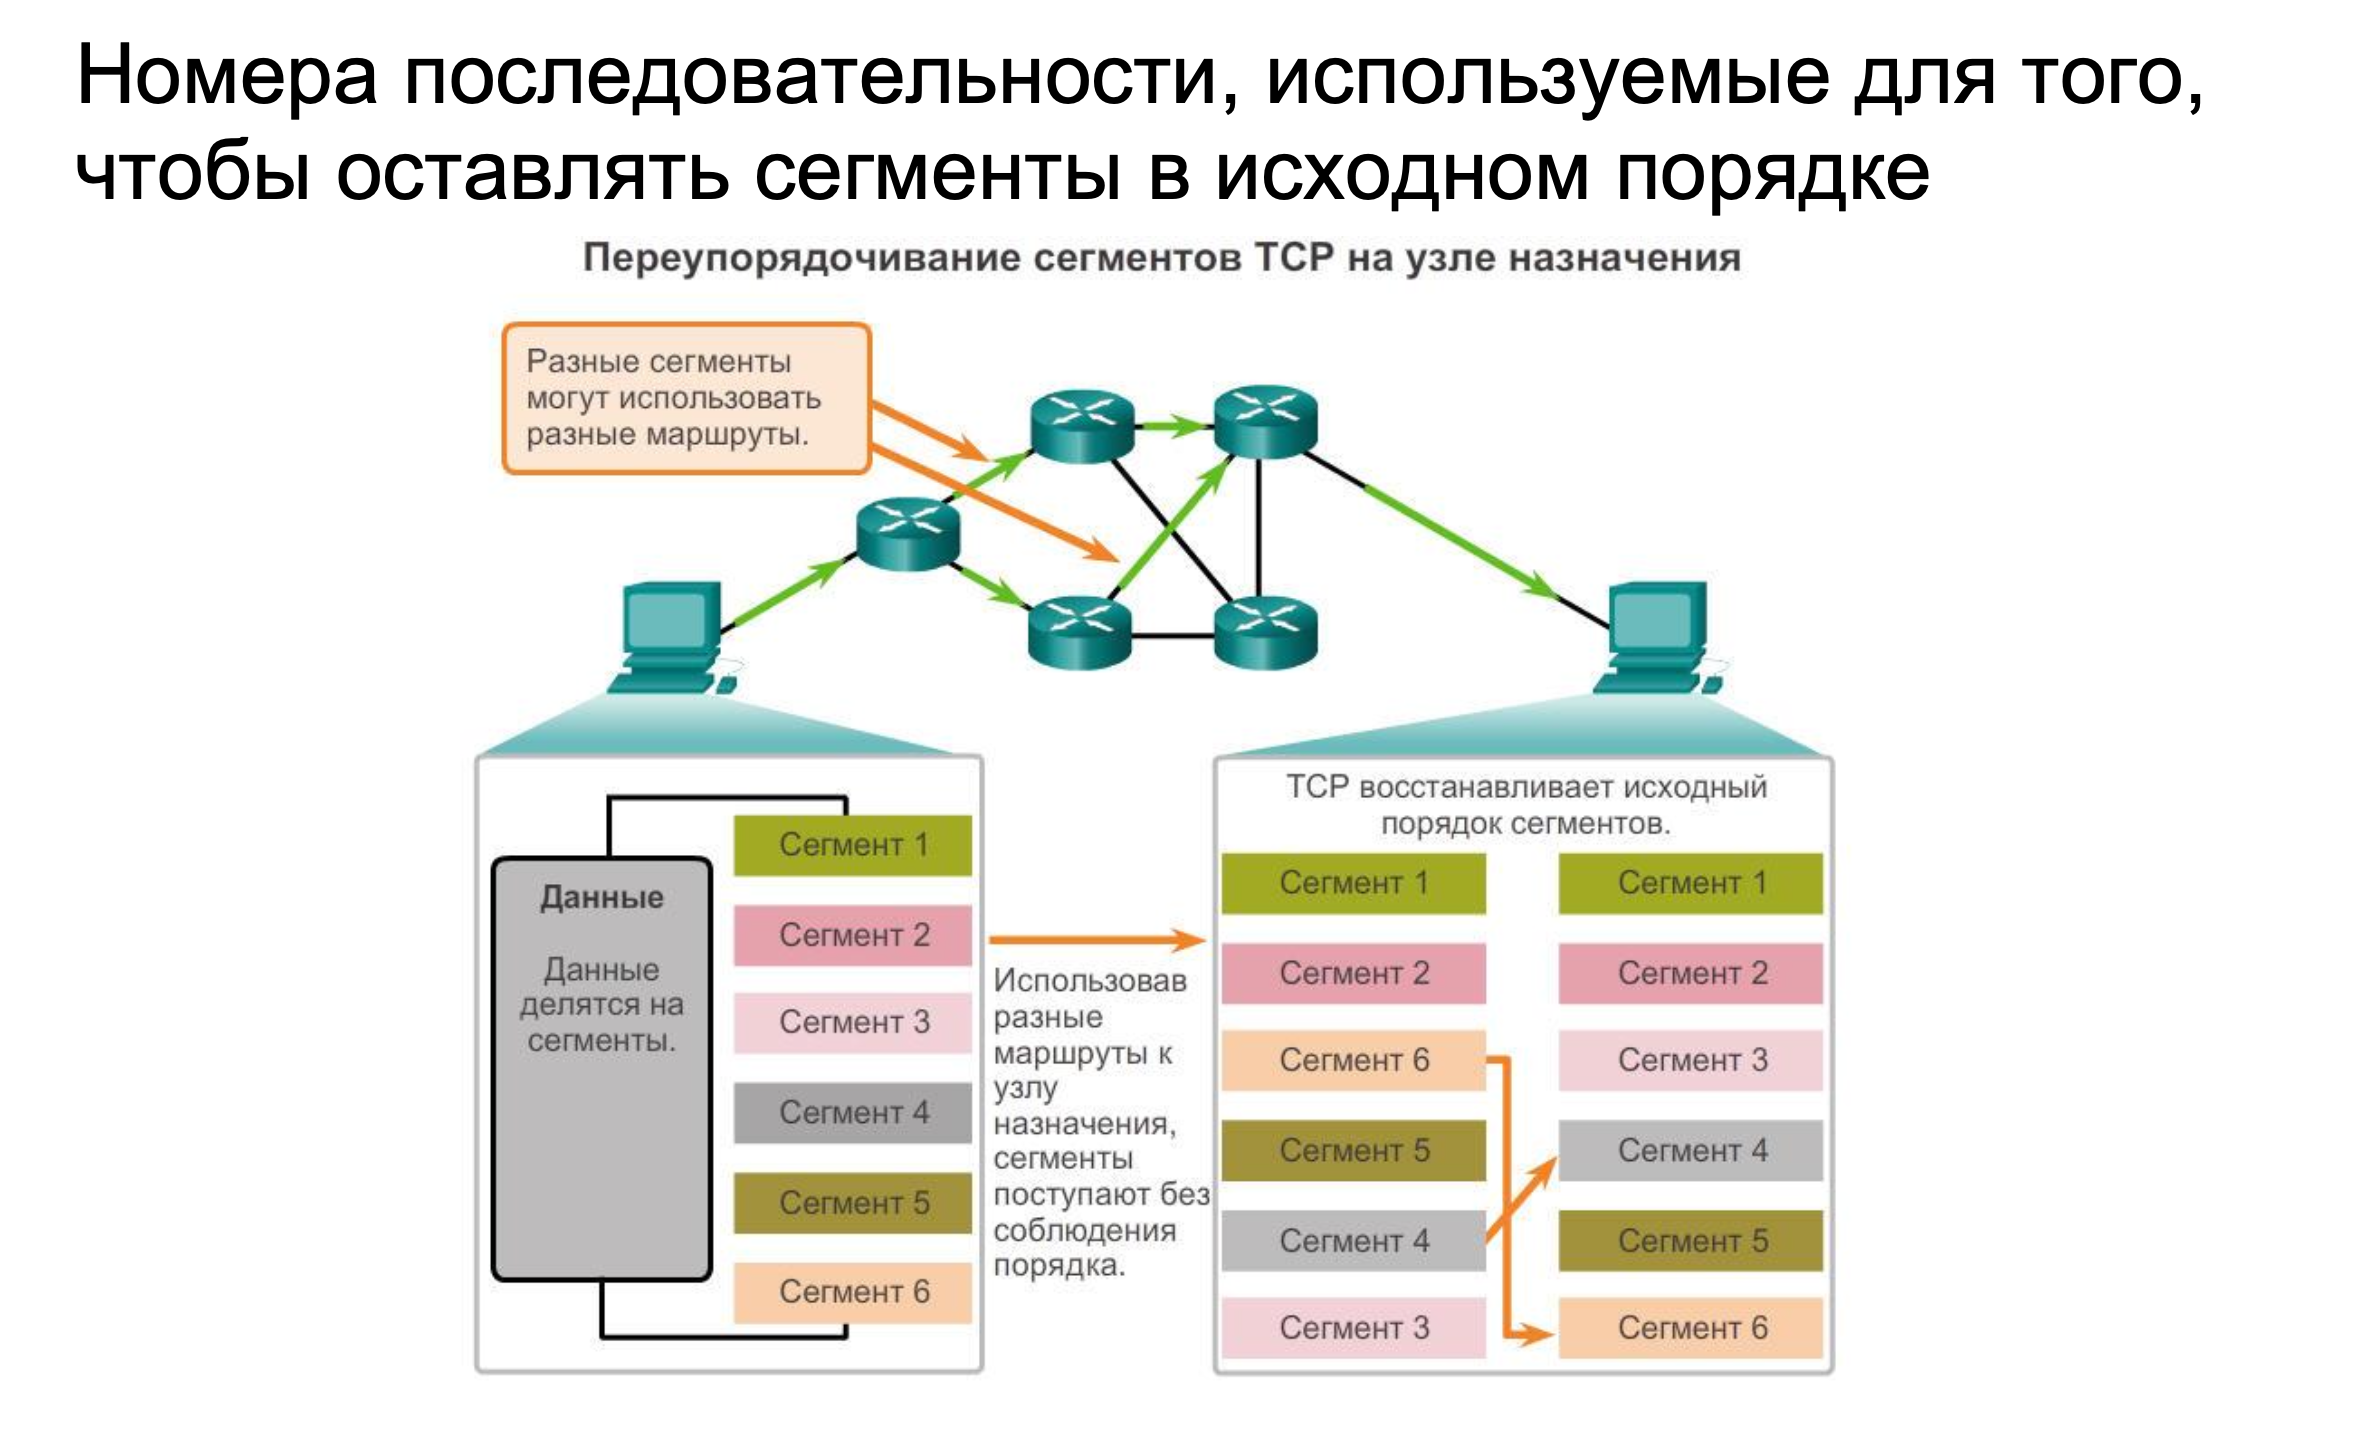 Номера последовательности, используемые для того,
чтобы оставлять сегменты в исходном порядке
Переупорядочивание сегментов TCP на узле назначения
Разные сегменты
могут использовать
разные маршруты.
Данные
Данные
делятся на
сегменты.
Сегмент 1
Сегмент 2
Сегмент 3
Сегмент 4
Сегмент 5
Сегмент 6
Использовав
разные
маршруты к
узлу
назначения,
сегменты
поступают без
соблюдения
порядка.
TCP восстанавливает исходный
порядок сегментов.
Сегмент 1
Сегмент 2
Сегмент 6
Сегмент 5
Сегмент 4
Сегмент 3
Сегмент 1
Сегмент 2
Сегмент 3
Сегмент 4
Сегмент 5
Сегмент 6